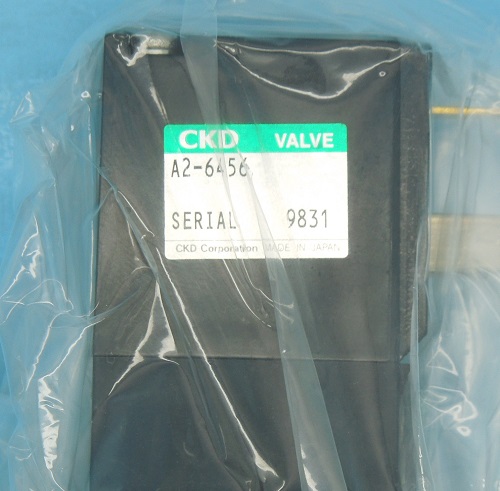 CKD VALVE
A2-6456
SERIAL 9831
CKD Corporation MADE IN JAPAN